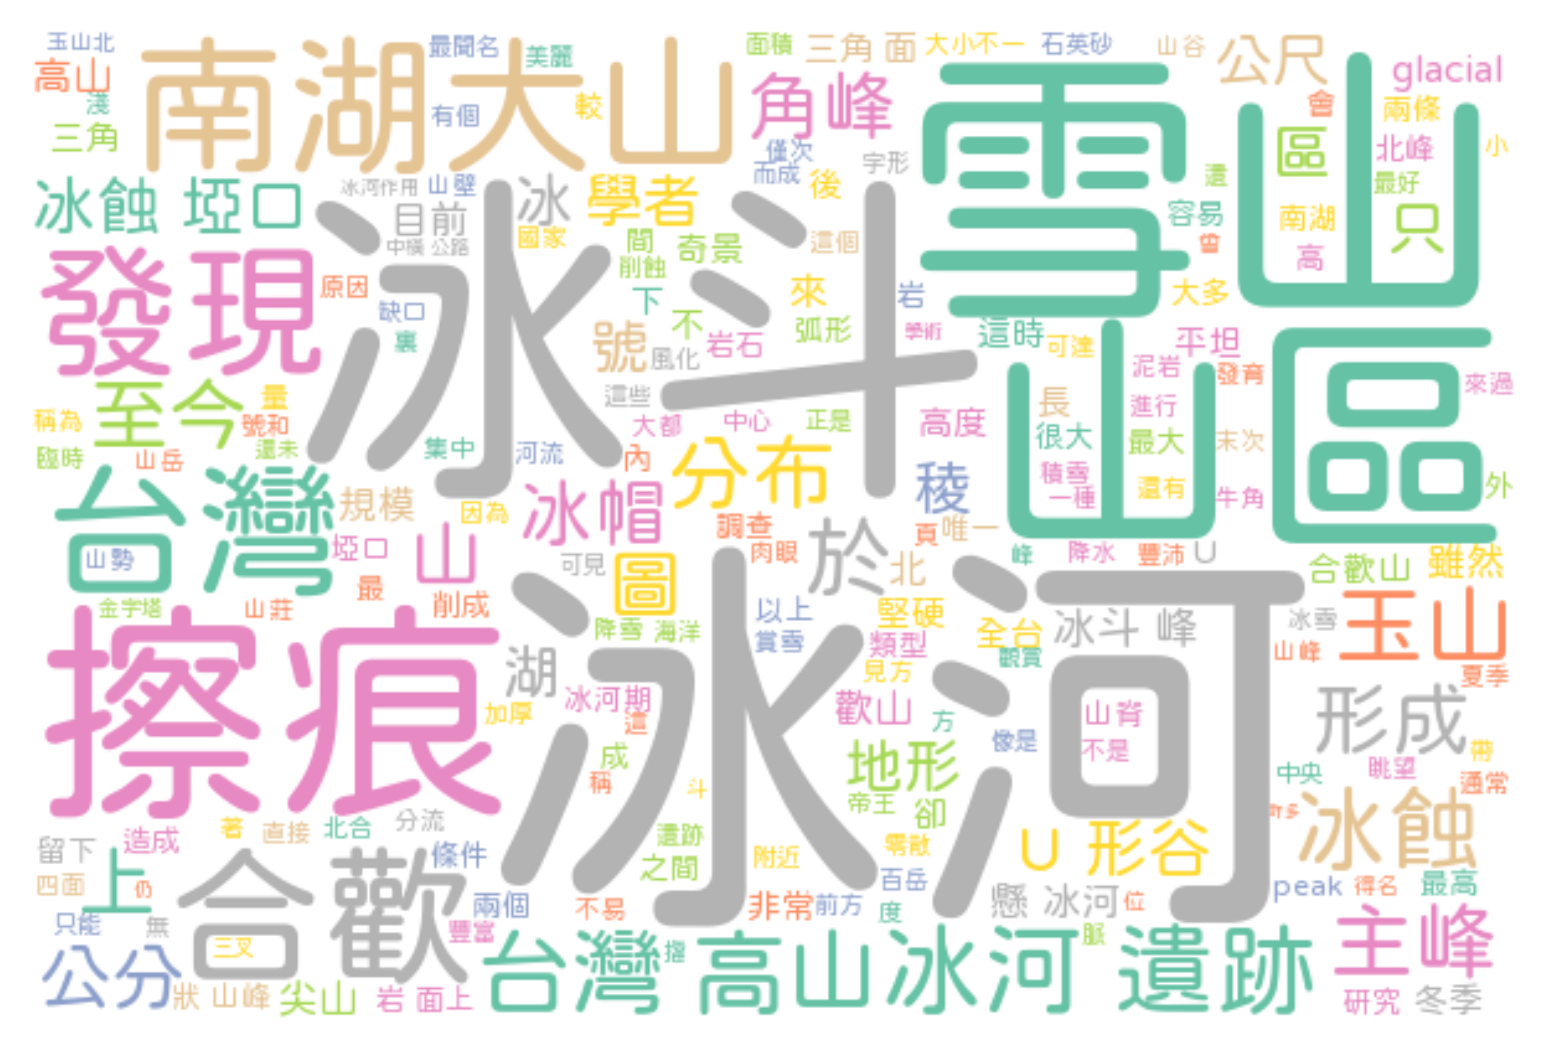 玉山北 最聞名 美麗 面積 三角 面 大小不一 石英砂 山谷 公尺 glacial
高山 南湖大山 有個 較 角峰 雪山 會 兩條
淺 三角 僅次 而成 字形 山區 區 北峰 小
冰蝕 埡口 冰河作用 山壁 冰 學者 後 還 最好
目前 中橫 公路 國家 間 奇景 這個 容易 曾 南湖 只
發現 原因 冰斗 削蝕 來 岩 大多 高
缺口 裏 下 不 弧形 學術 這時 可達 平坦
號 風化 岩石 泥岩 發育 來過
至今 量 這些 大都 中心 正是 高度 長 進行
稱為 號和 還未 集中 河流 內 分布 很大 最大 末次
臨時 山岳 稜 積雪 一種 還有 牛角 外
台灣 規模 因為 冰帽 調查 於 頁 唯一
山勢 埡口 山 可見 肉眼 北 峰 降水 豐沛 U 合歡山 雖然
金字塔 山莊 最 削成 圖 以上 堅硬 全台 冰斗 峰 冰雪 玉山
擦痕 降雪 海洋 賞雪 類型 觀賞 山峰 夏季
湖 冰河期 冰河 見方 山脊 形成
加厚 這 歡山 方 像是 不是 帶
成 稱 地形 中央 眺望 通常
斗 帝王 卻 許多 冰蝕
留下 造成 著 直接 北合 分流 遺跡 零散 U 形谷
四面 上 仍 合歡 條件 之間 附近 百岳 懸 冰河 位 peak 得名 最高
只能 無 三叉 兩個 不易 非常 前方 度 脈 主峰
公分 豐富 台灣 摺 高山冰河 遺跡
狀 山峰 尖山 岩 面上 研究 冬季